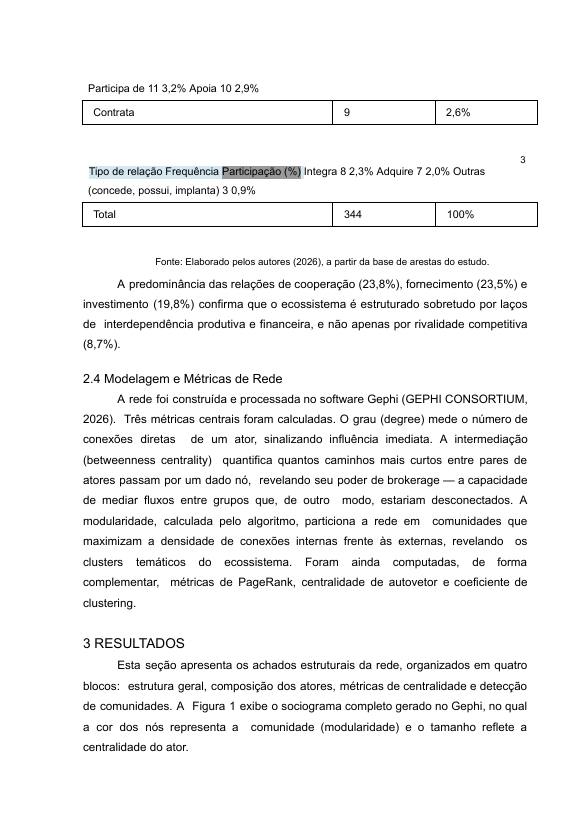 Participa de 11 3,2% Apoia 10 2,9%
Contrata 9 2,6%
3
Tipo de relação Frequência Participação (%) Integra 8 2,3% Adquire 7 2,0% Outras
(concede, possui, implanta) 3 0,9%
Total 344 100%
Fonte: Elaborado pelos autores (2026), a partir da base de arestas do estudo.
A predominância das relações de cooperação (23,8%), fornecimento (23,5%) e
investimento (19,8%) confirma que o ecossistema é estruturado sobretudo por laços
de interdependência produtiva e financeira, e não apenas por rivalidade competitiva
(8,7%).
2.4 Modelagem e Métricas de Rede
A rede foi construída e processada no software Gephi (GEPHI CONSORTIUM,
2026). Três métricas centrais foram calculadas. O grau (degree) mede o número de
conexões diretas de um ator, sinalizando influência imediata. A intermediação
(betweenness centrality) quantifica quantos caminhos mais curtos entre pares de
atores passam por um dado nó, revelando seu poder de brokerage — a capacidade
de mediar fluxos entre grupos que, de outro modo, estariam desconectados. A
modularidade, calculada pelo algoritmo, particiona a rede em comunidades que
maximizam a densidade de conexões internas frente às externas, revelando os
clusters temáticos do ecossistema. Foram ainda computadas, de forma
complementar, métricas de PageRank, centralidade de autovetor e coeficiente de
clustering.
3 RESULTADOS
Esta seção apresenta os achados estruturais da rede, organizados em quatro
blocos: estrutura geral, composição dos atores, métricas de centralidade e detecção
de comunidades. A Figura 1 exibe o sociograma completo gerado no Gephi, no qual
a cor dos nós representa a comunidade (modularidade) e o tamanho reflete a
centralidade do ator.